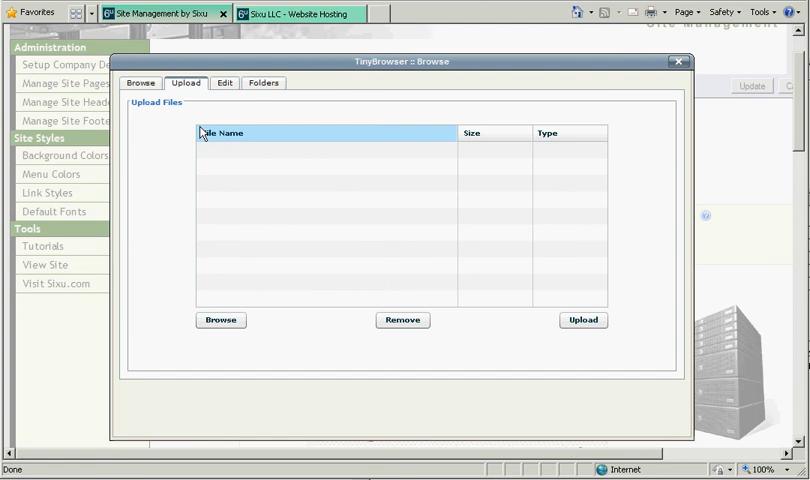 Favorites
Site Management by Sixu
Sixu LLC - Website Hosting
Page
Safety
Tools
Site Management
Administration
Setup Company De
Manage Site Pages
Manage Site Heade
Manage Site Foote
Site Styles
Background Colors
Menu Colors
Link Styles
Default Fonts
Tools
Tutorials
View Site
Visit Sixu.com
TinyBrowser :: Browse
Browse
Upload
Edit
Folders
Upload Files
File Name
Size
Type
Browse
Remove
Upload
Update
Ca
Done
Internet
100%